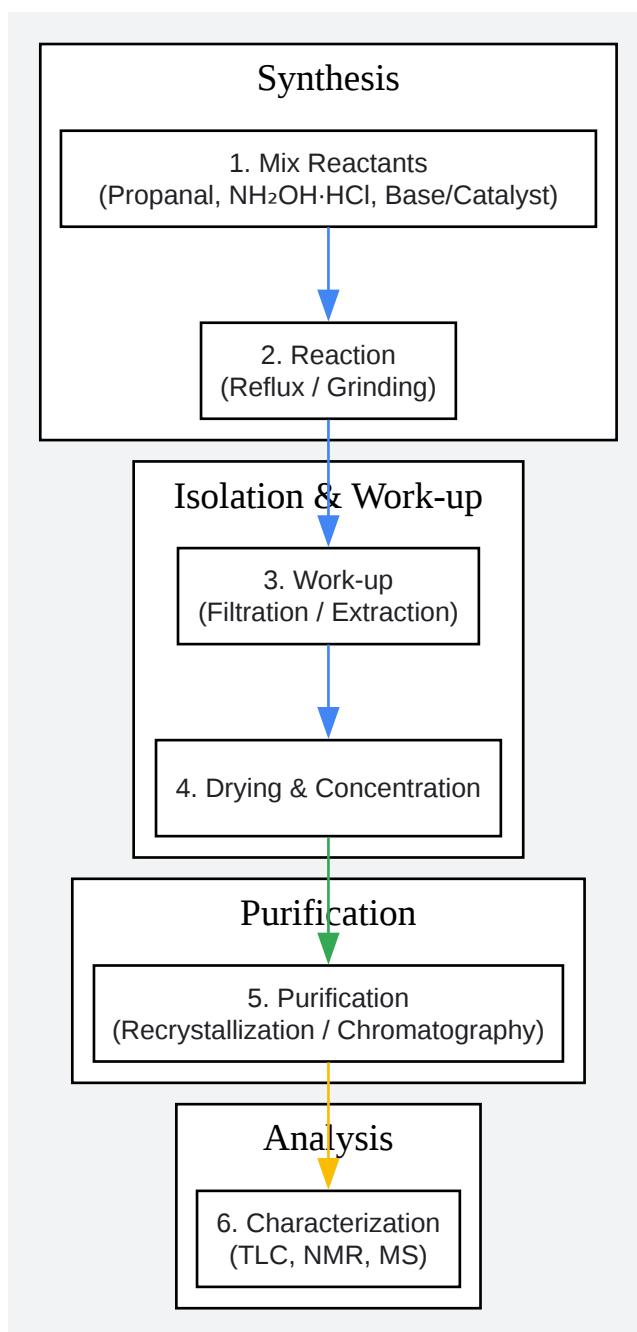 Synthesis
1. Mix Reactants
(Propanal, NH₂OH·HCl, Base/Catalyst)
2. Reaction
(Reflux / Grinding)
Isolation & Work-up
3. Work-up
(Filtration / Extraction)
4. Drying & Concentration
Purification
5. Purification
(Recrystallization / Chromatography)
Analysis
6. Characterization
(TLC, NMR, MS)